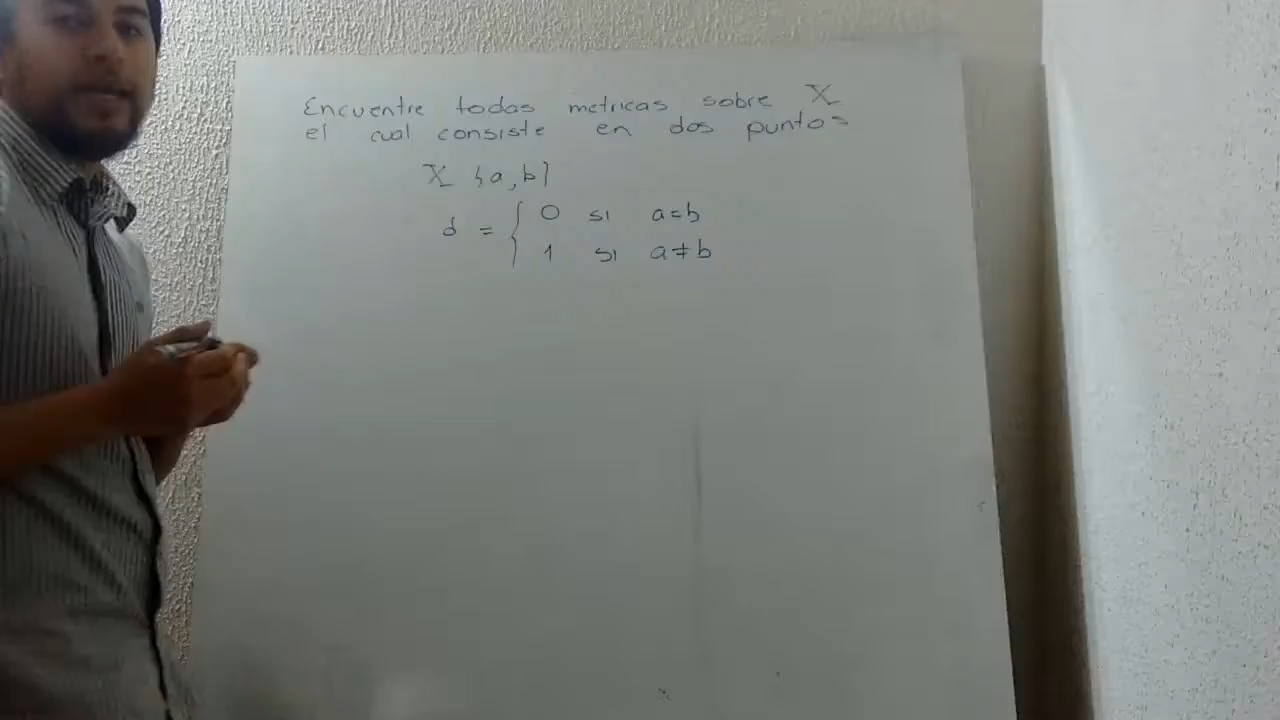 Encuentre todas metricas sobre X
el cual consiste en dos puntos
X {a,b}
d = { 0 si a=b
1 si a≠b